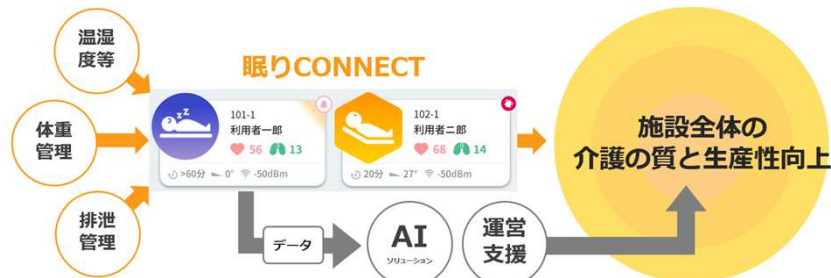 温湿
度等
眠りCONNECT
体重
管理
排泄
管理
101-1
利用者一郎
56 13
>60分 0° -50dBm
102-1
利用者二郎
68 14
20分 27° -50dBm
施設全体の
介護の質と生産性向上
データ
AI
ソリューション
運営
支援